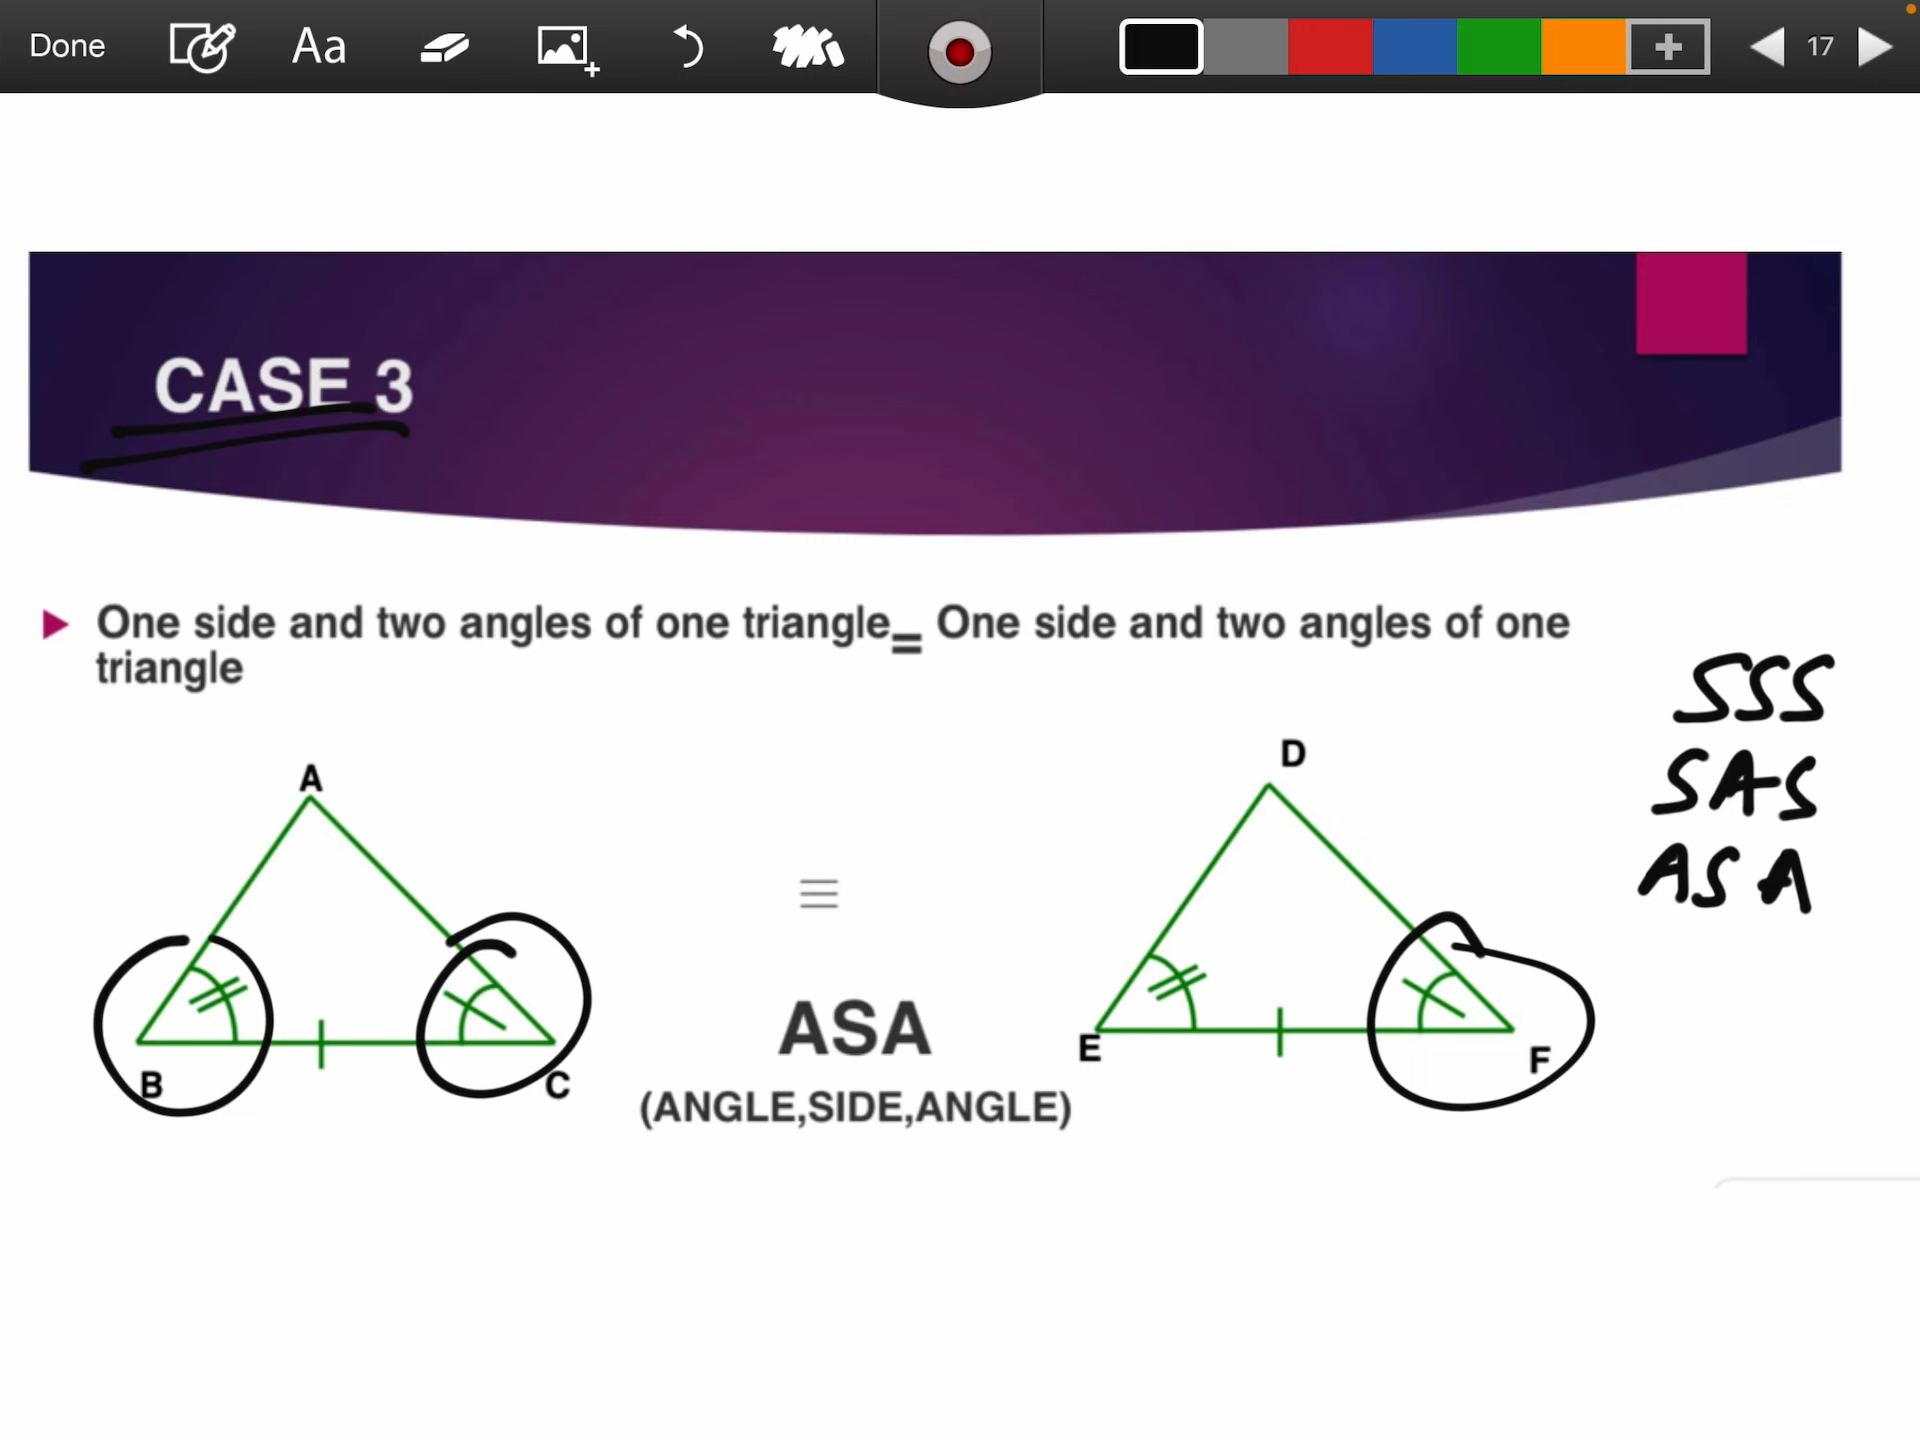 Done
Aa
17
CASE 3
One side and two angles of one triangle = One side and two angles of one
triangle
SSS
SAS
ASA
A
B
C
≡
ASA
(ANGLE,SIDE,ANGLE)
D
E
F